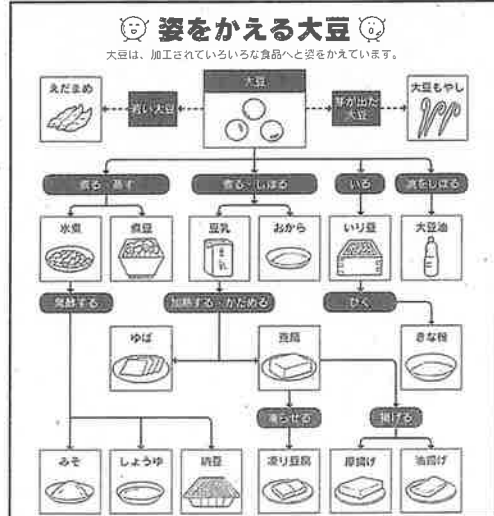 姿をかえる大豆
大豆は、加工されていろいろな食品へと姿をかえています。
えだまめ
若い大豆
大豆
芽が出た
大豆
大豆もやし
煮る・蒸す
煮る・しぼる
いる
油をしぼる
水煮
煮豆
豆乳
おから
いり豆
大豆油
豆乳
発酵する
加熱する・かためる
ひく
ゆば
豆腐
きな粉
凍らせる
揚げる
みそ
しょうゆ
納豆
凍り豆腐
厚揚げ
油揚げ